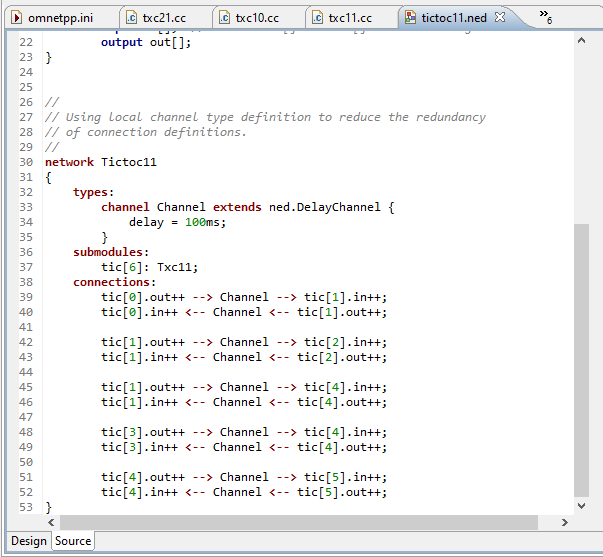 omnetpp.ini txc21.cc txc10.cc txc11.cc tictoc11.ned »6
22 output out[];
23 }
24
25
26 //
27 // Using local channel type definition to reduce the redundancy
28 // of connection definitions.
29 //
30 network Tictoc11
31 {
32 types:
33 channel Channel extends ned.DelayChannel {
34 delay = 100ms;
35 }
36 submodules:
37 tic[6]: Txc11;
38 connections:
39 tic[0].out++ --> Channel --> tic[1].in++;
40 tic[0].in++ <-- Channel <-- tic[1].out++;
41
42 tic[1].out++ --> Channel --> tic[2].in++;
43 tic[1].in++ <-- Channel <-- tic[2].out++;
44
45 tic[1].out++ --> Channel --> tic[4].in++;
46 tic[1].in++ <-- Channel <-- tic[4].out++;
47
48 tic[3].out++ --> Channel --> tic[4].in++;
49 tic[3].in++ <-- Channel <-- tic[4].out++;
50
51 tic[4].out++ --> Channel --> tic[5].in++;
52 tic[4].in++ <-- Channel <-- tic[5].out++;
53 }
Design Source